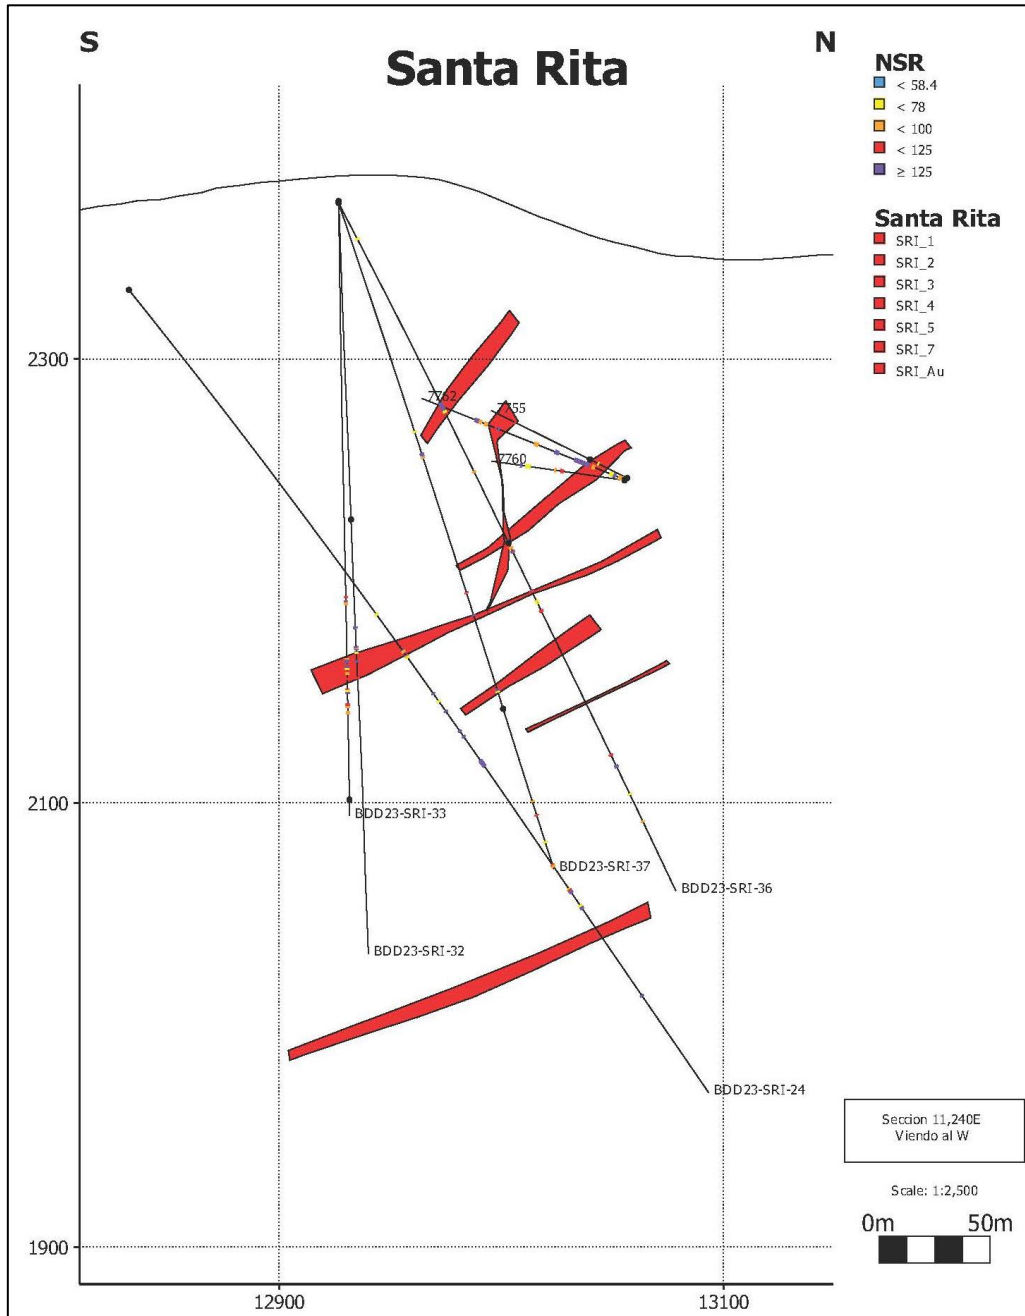 S
N
Santa Rita
NSR
< 58.4
< 78
< 100
< 125
≥ 125
Santa Rita
SRI_1
SRI_2
SRI_3
SRI_4
SRI_5
SRI_7
SRI_Au
2300
7762
7755
7760
2100
BDD23-SRI-33
BDD23-SRI-37
BDD23-SRI-36
BDD23-SRI-32
BDD23-SRI-24
Seccion 11,240E
Viendo al W
Scale: 1:2,500
0m 50m
1900
12900 13100